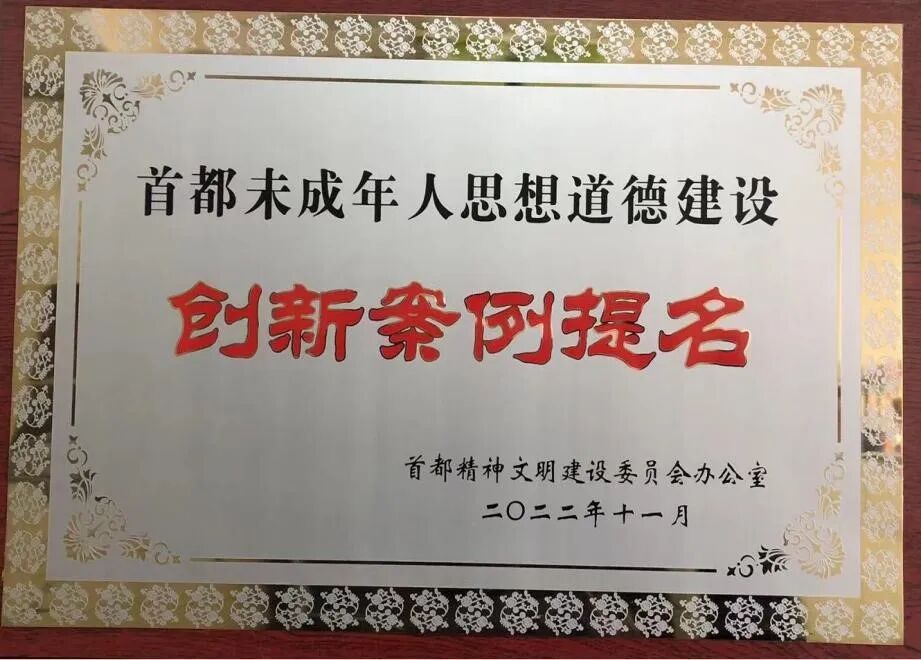 首都未成年人思想道德建设
创新案例提名
首都精神文明建设委员会办公室
二〇二二年十一月